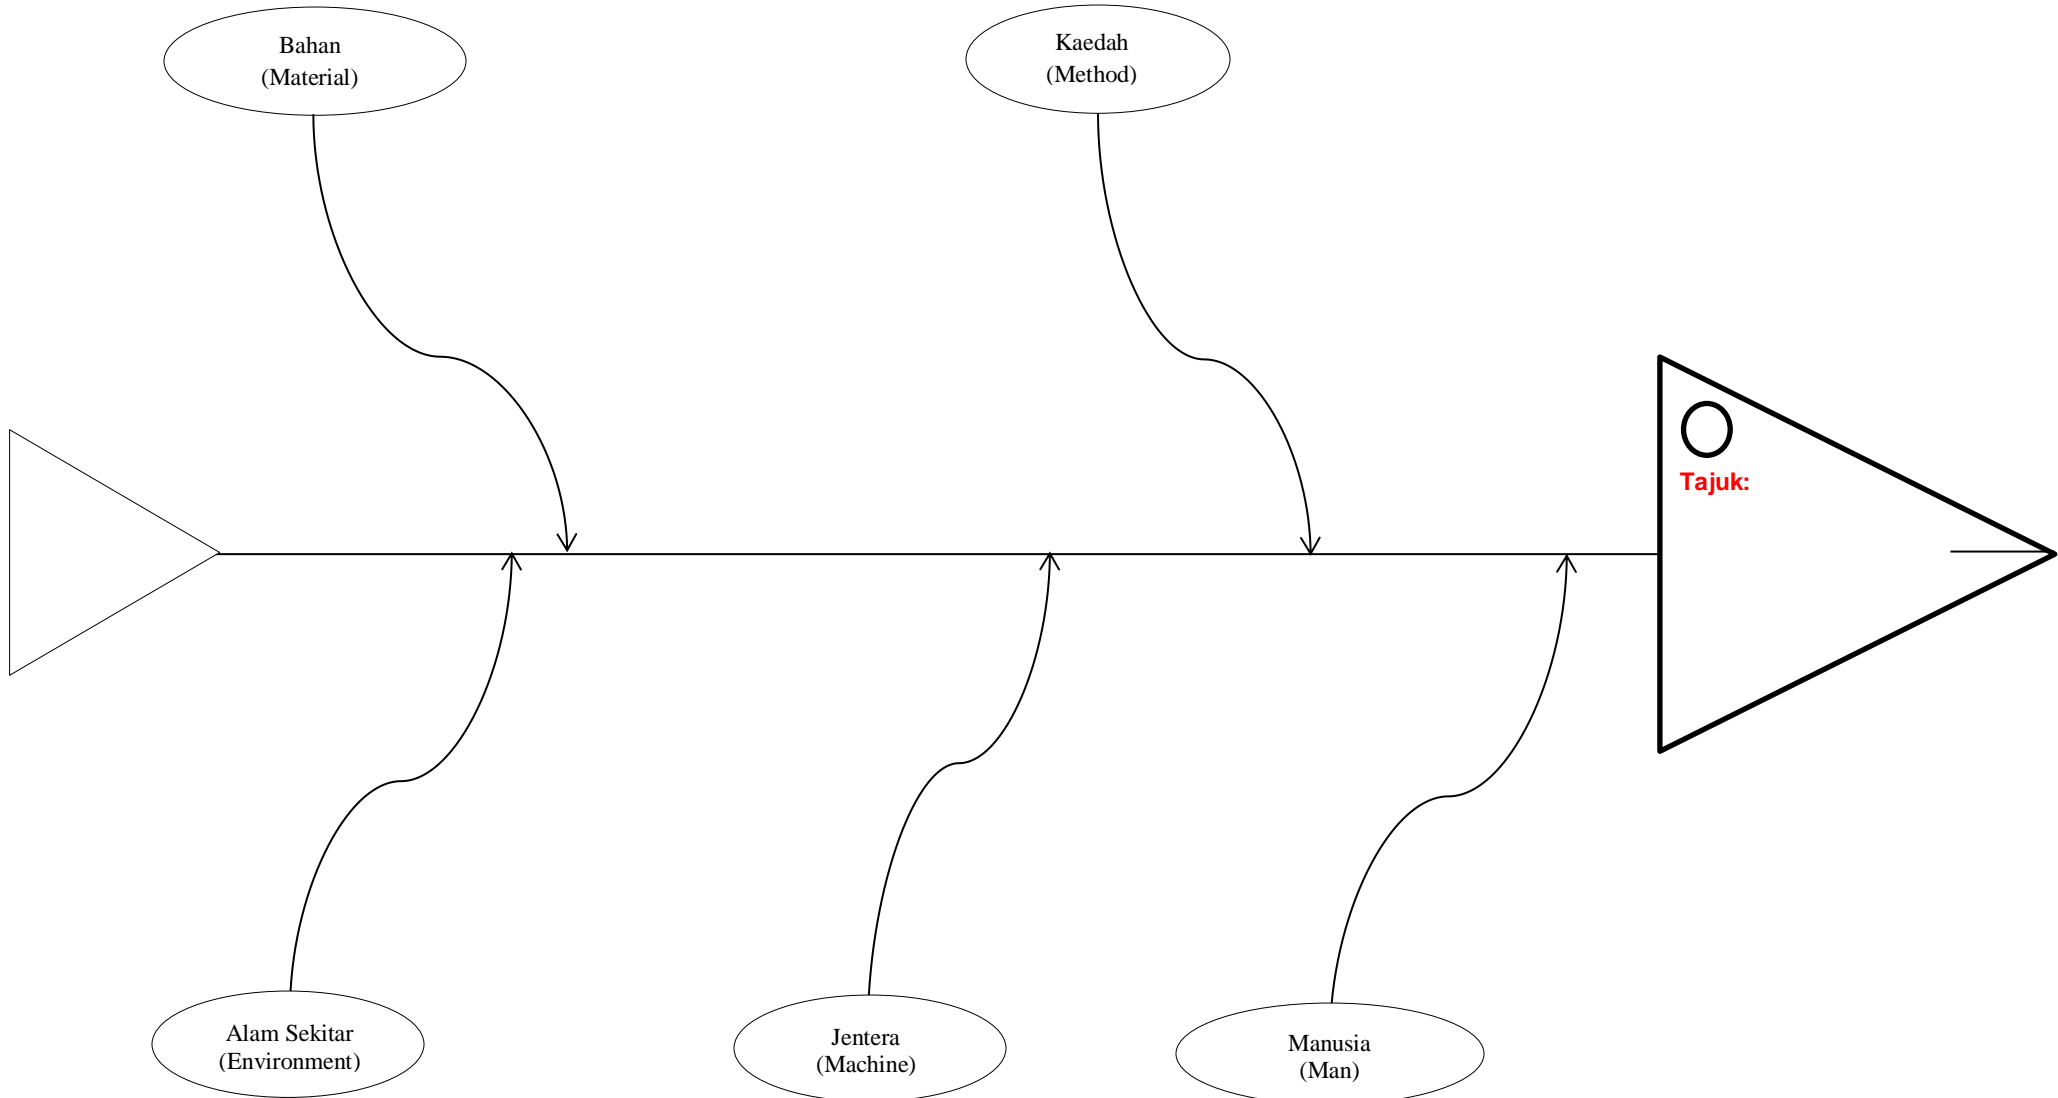 Bahan
(Material)
Kaedah
(Method)
Tajuk:
Alam Sekitar
(Environment)
Jentera
(Machine)
Manusia
(Man)